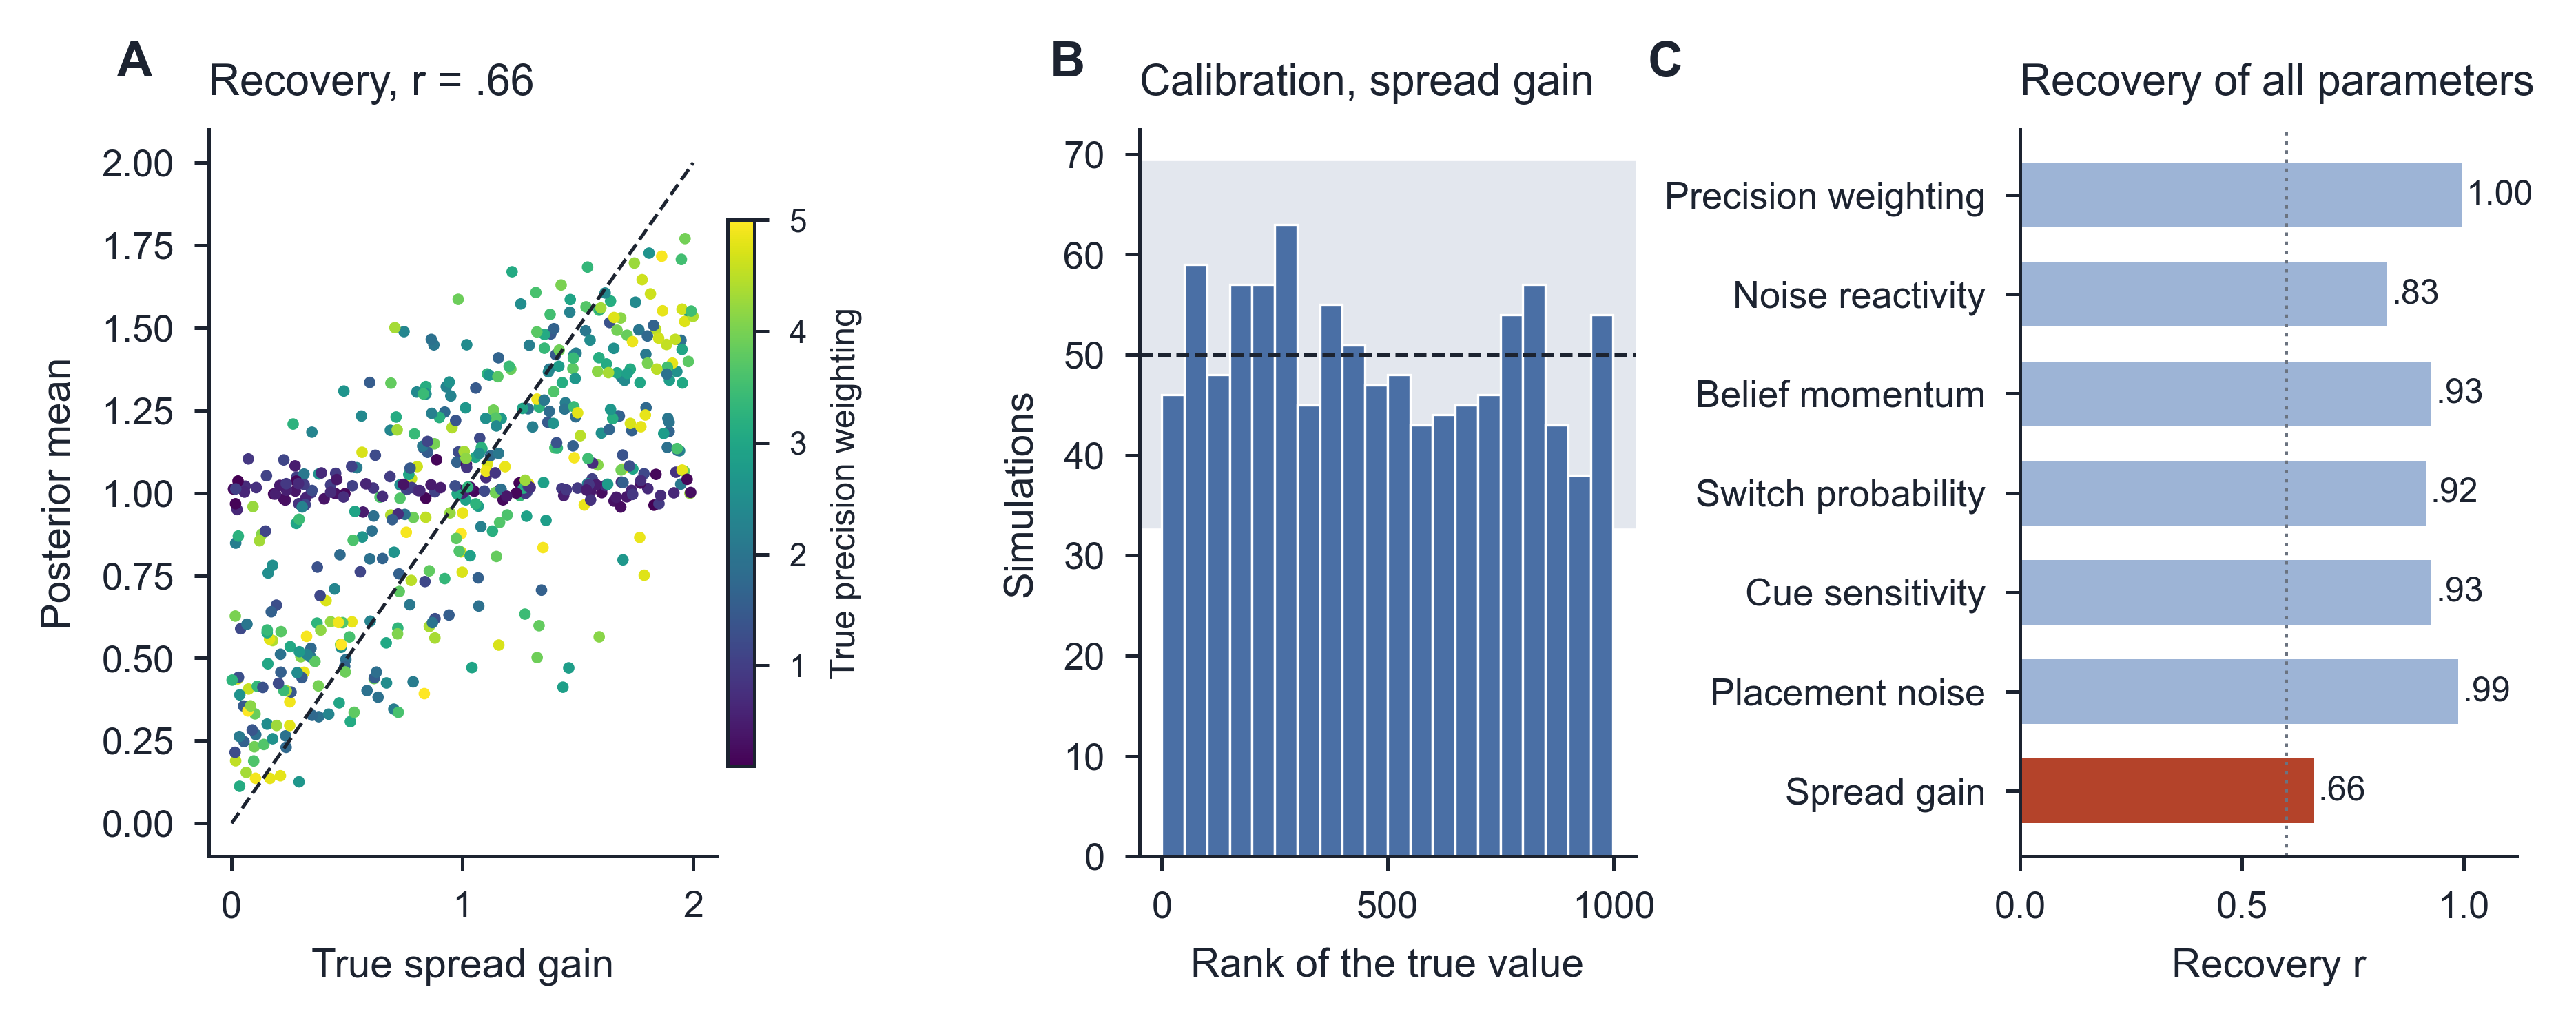 A
Recovery, r = .66
2.00
1.75
1.50
1.25
1.00
0.75
0.50
0.25
0.00
Posterior mean
0
1
2
True spread gain
5
4
3
2
1
True precision weighting
B
Calibration, spread gain
70
60
50
40
30
20
10
0
Simulations
0
500
1000
Rank of the true value
C
Recovery of all parameters
Precision weighting
1.00
Noise reactivity
.83
Belief momentum
.93
Switch probability
.92
Cue sensitivity
.93
Placement noise
.99
Spread gain
.66
0.0
0.5
1.0
Recovery r